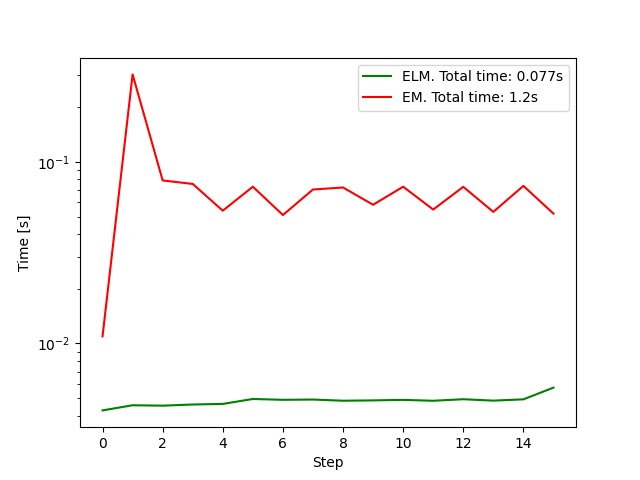 ELM. Total time: 0.077s
EM. Total time: 1.2s
10⁻¹
10⁻²
Time [s]
0 2 4 6 8 10 12 14
Step